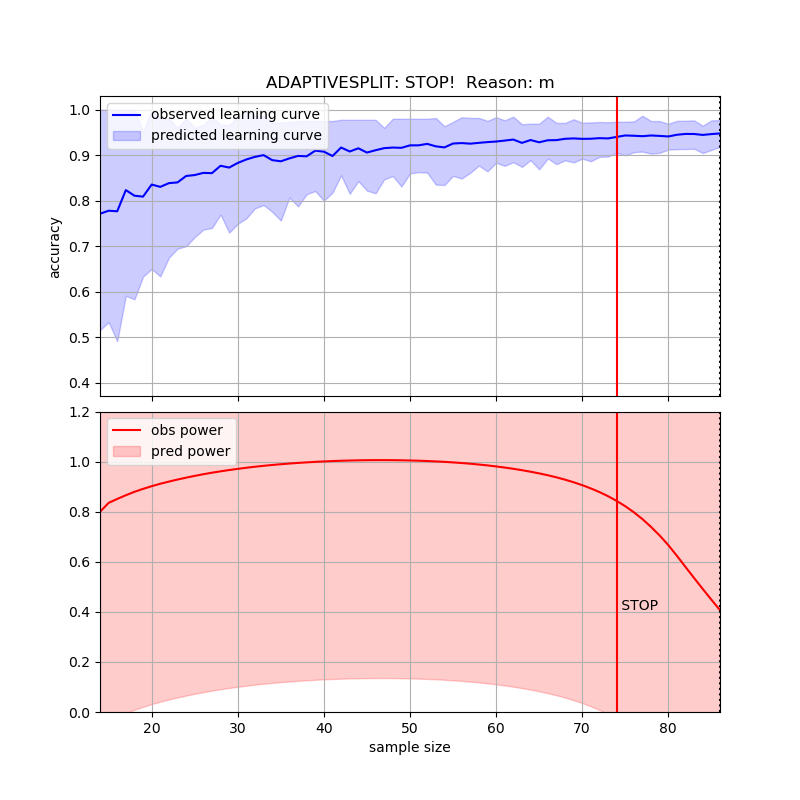 ADAPTIVESPLIT: STOP!  Reason: m
1.0
0.9
0.8
0.7
0.6
0.5
0.4
accuracy
observed learning curve
predicted learning curve
1.2
1.0
0.8
0.6
0.4
0.2
0.0
obs power
pred power
STOP
20 30 40 50 60 70 80
sample size